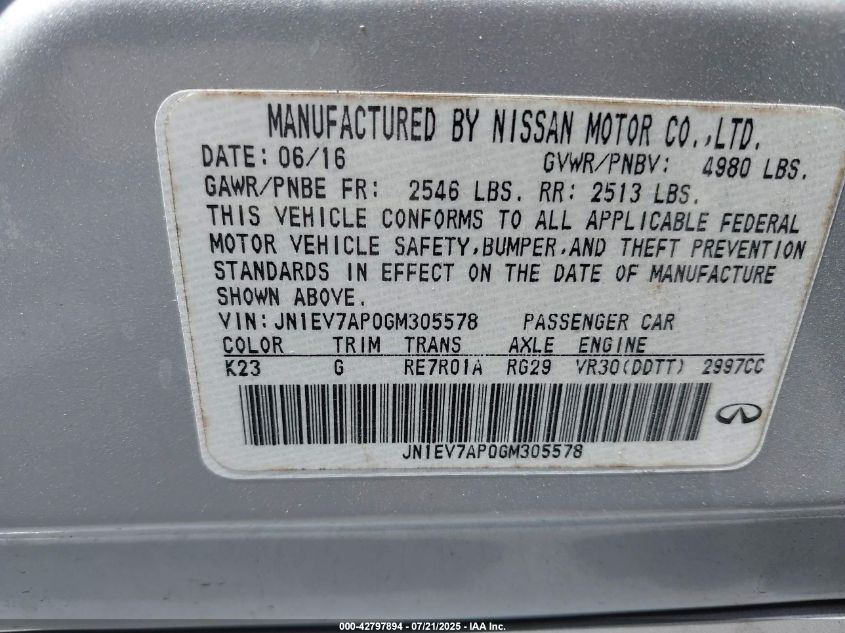 MANUFACTURED BY NISSAN MOTOR CO.,LTD.
DATE: 06/16 GVWR/PNBV: 4980 LBS.
GAWR/PNBE FR: 2546 LBS. RR: 2513 LBS.
THIS VEHICLE CONFORMS TO ALL APPLICABLE FEDERAL
MOTOR VEHICLE SAFETY,BUMPER,AND THEFT PREVENTION
STANDARDS IN EFFECT ON THE DATE OF MANUFACTURE
SHOWN ABOVE.
VIN:JN1EV7AP0GM305578 PASSENGER CAR
COLOR TRIM TRANS AXLE ENGINE
K23 G RE7R01A RG29 VR30(DDTT) 2997CC
JN1EV7AP0GM305578
000-42797894 - 07/21/2025 - IAA Inc.